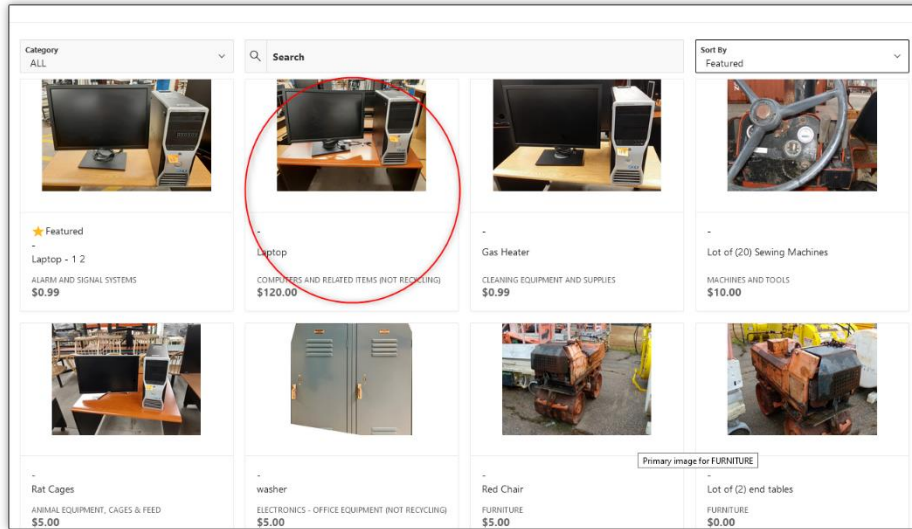 Category
ALL
Search
Sort By
Featured
Featured
-
Laptop - 1 2
ALARM AND SIGNAL SYSTEMS
$0.99
-
Laptop
COMPUTERS AND RELATED ITEMS (NOT RECYCLING)
$120.00
-
Gas Heater
CLEANING EQUIPMENT AND SUPPLIES
$0.99
-
Lot of (20) Sewing Machines
MACHINES AND TOOLS
$10.00
Primary image for FURNITURE
-
Rat Cages
ANIMAL EQUIPMENT, CAGES & FEED
$5.00
-
washer
ELECTRONICS - OFFICE EQUIPMENT (NOT RECYCLING)
$5.00
-
Red Chair
FURNITURE
$5.00
-
Lot of (2) end tables
FURNITURE
$0.00